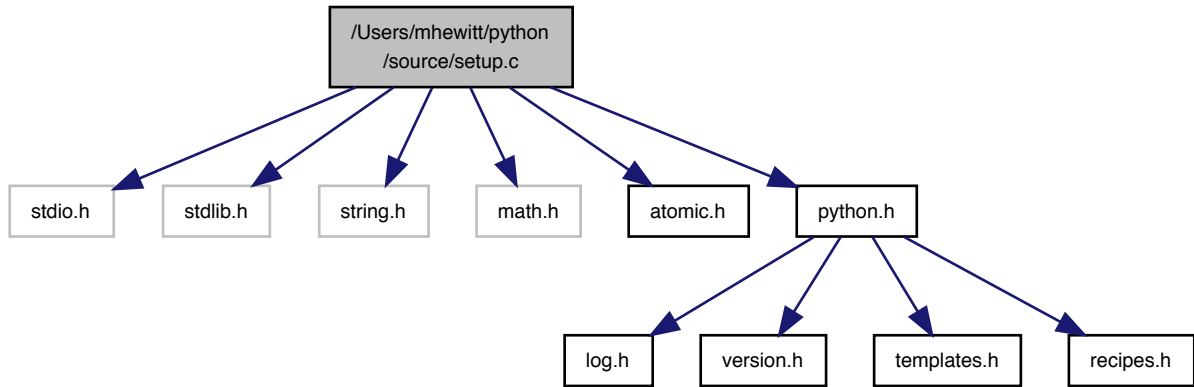 /Users/mhewitt/python
/source/setup.c
stdio.h
stdlib.h
string.h
math.h
atomic.h
python.h
log.h
version.h
templates.h
recipes.h